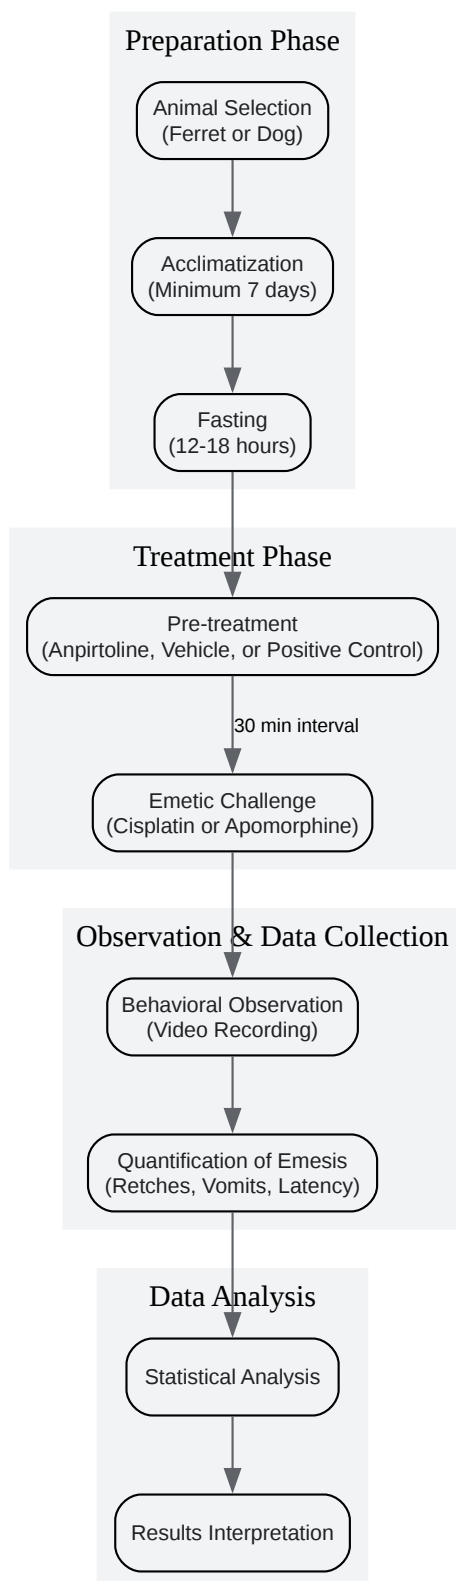 Preparation Phase
Animal Selection
(Ferret or Dog)
Acclimatization
(Minimum 7 days)
Fasting
(12-18 hours)
Treatment Phase
Pre-treatment
(Anpirtoline, Vehicle, or Positive Control)
30 min interval
Emetic Challenge
(Cisplatin or Apomorphine)
Observation & Data Collection
Behavioral Observation
(Video Recording)
Quantification of Emesis
(Retches, Vomits, Latency)
Data Analysis
Statistical Analysis
Results Interpretation